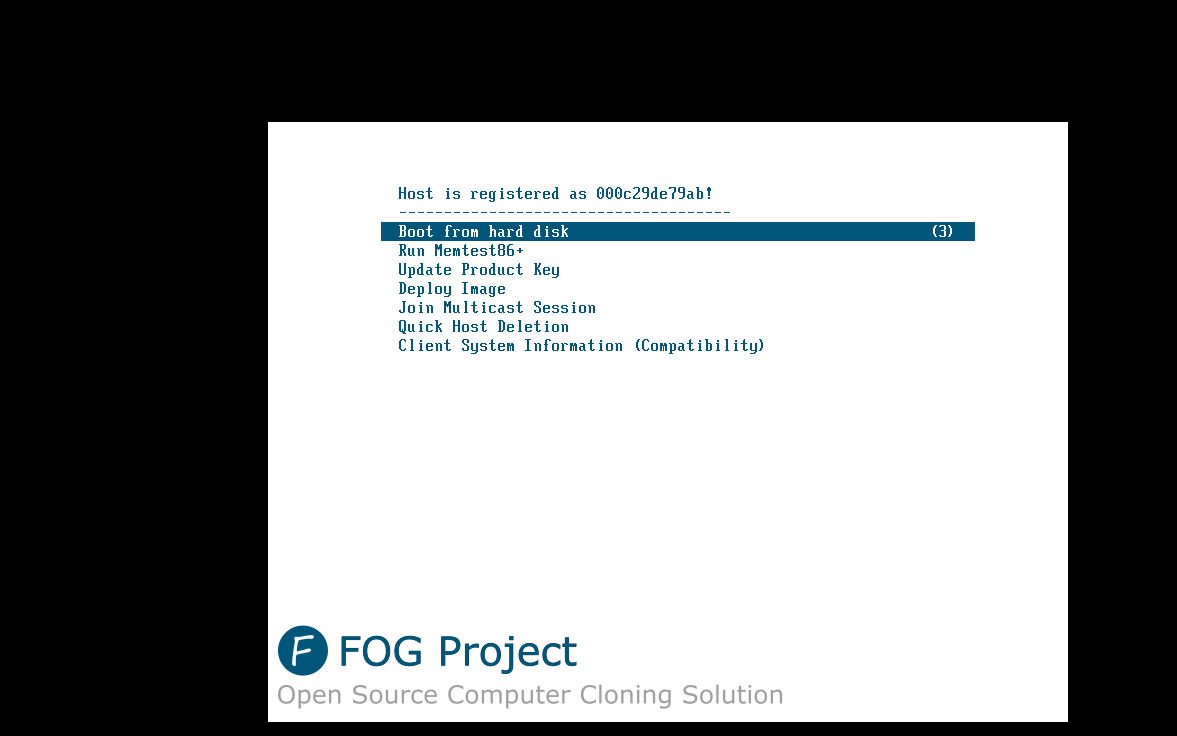 Host is registered as 000c29de79ab!
-------------------------------------
Boot from hard disk (3)
Run Memtest86+
Update Product Key
Deploy Image
Join Multicast Session
Quick Host Deletion
Client System Information (Compatibility)
F FOG Project
Open Source Computer Cloning Solution